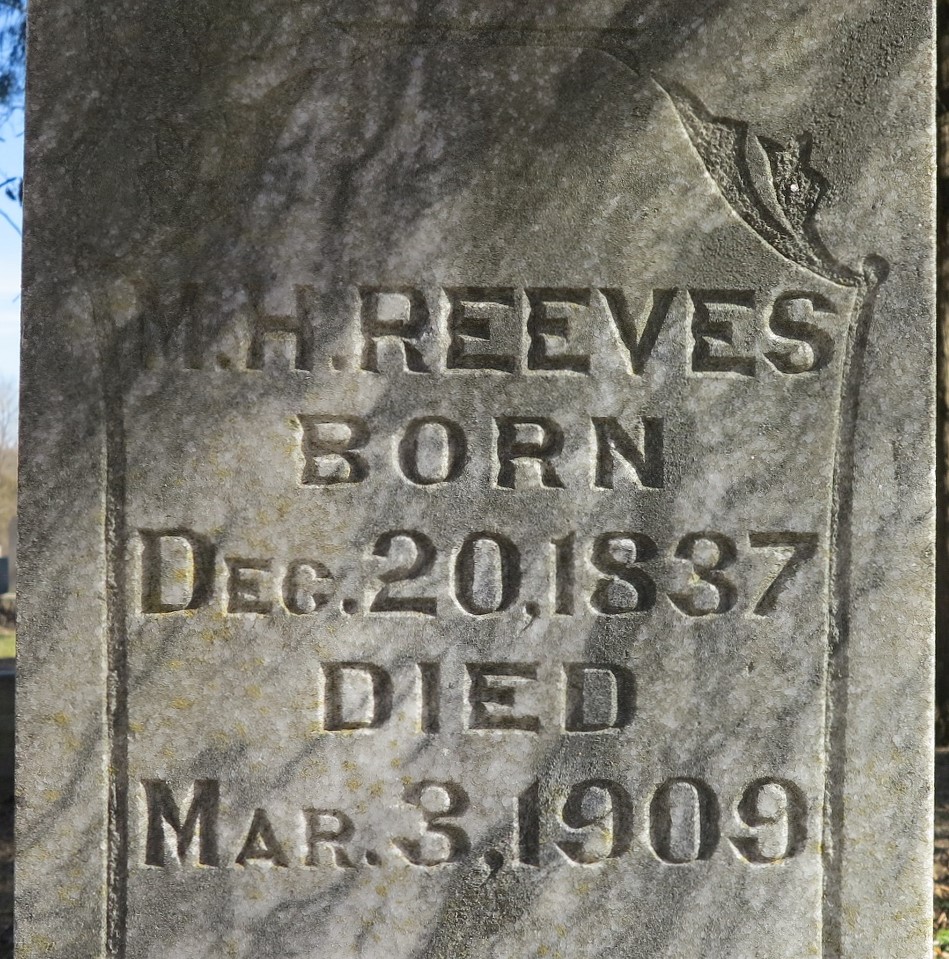 M.H.REEVES
BORN
DEC.20,1837
DIED
MAR.3,1909